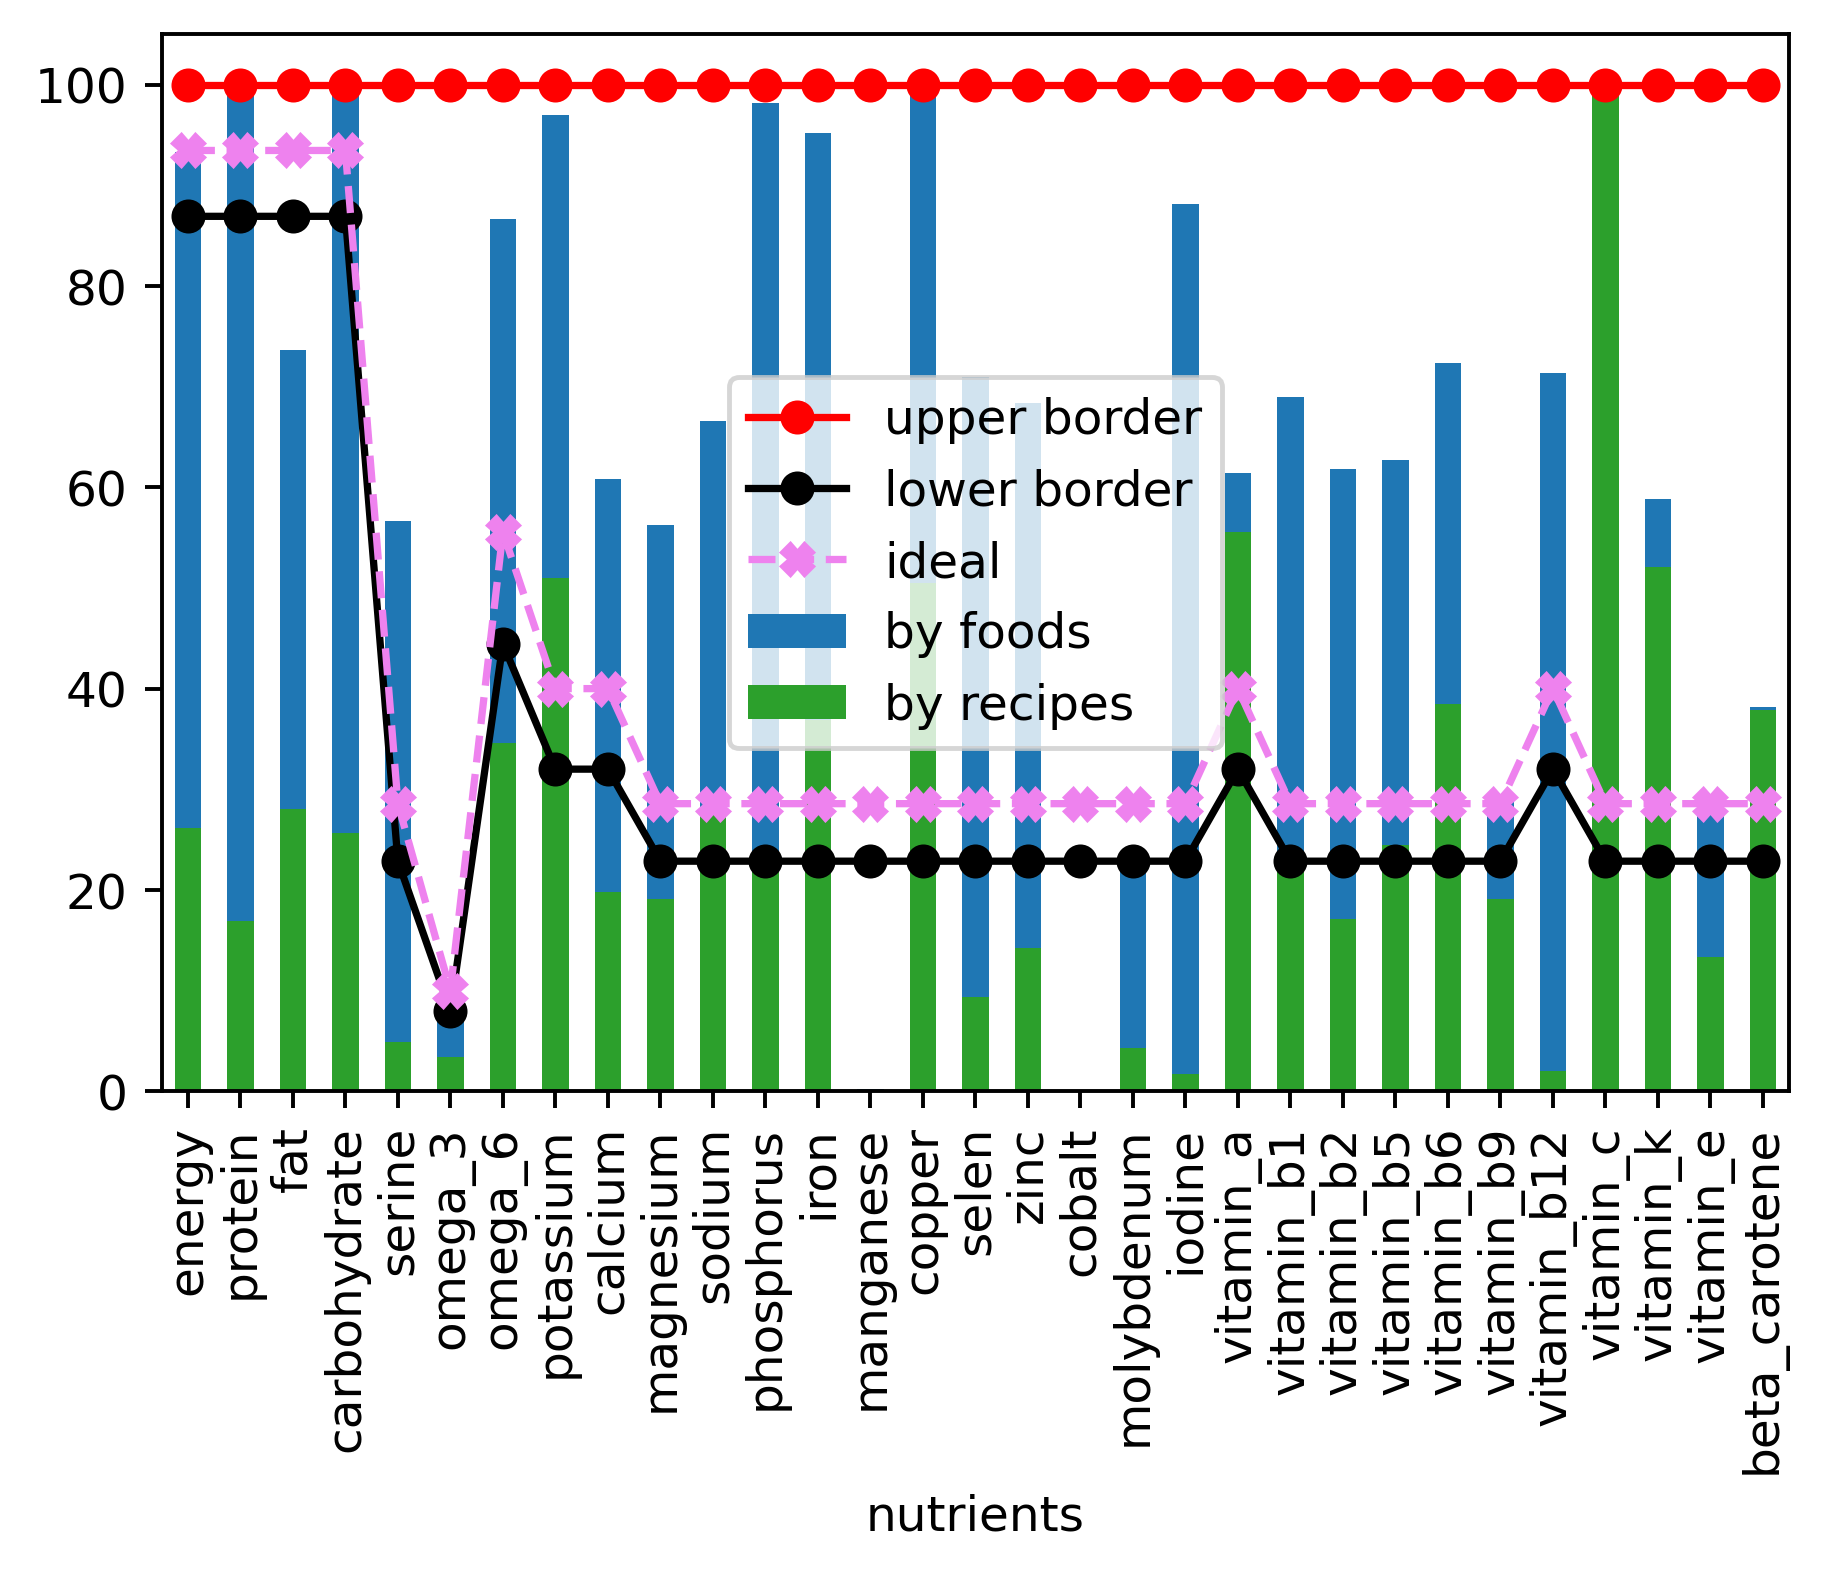 100
80
60
40
20
0
upper border
lower border
ideal
by foods
by recipes
energy
protein
fat
carbohydrate
serine
omega_3
omega_6
potassium
calcium
magnesium
sodium
phosphorus
iron
manganese
copper
selen
zinc
cobalt
molybdenum
iodine
vitamin_a
vitamin_b1
vitamin_b2
vitamin_b5
vitamin_b6
vitamin_b9
vitamin_b12
vitamin_c
vitamin_k
vitamin_e
beta_carotene
nutrients